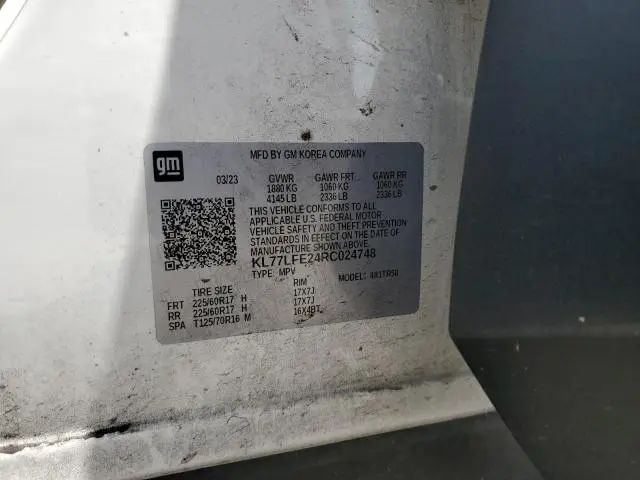 gm
MFD BY GM KOREA COMPANY
03/23 GVWR GAWR FRT GAWR RR
1880 KG 1060 KG 1060 KG
4145 LB 2336 LB 2336 LB
THIS VEHICLE CONFORMS TO ALL
APPLICABLE U.S. FEDERAL MOTOR
VEHICLE SAFETY AND THEFT PREVENTION
STANDARDS IN EFFECT ON THE DATE OF
MANUFACTURE SHOWN ABOVE.
KL77LFE24RC024748
TYPE: MPV MODEL:
TIRE SIZE RIM
FRT 225/60R17 H 17X7J
RR 225/60R17 H 17X7J
SPA T125/70R16 M 16X4BT